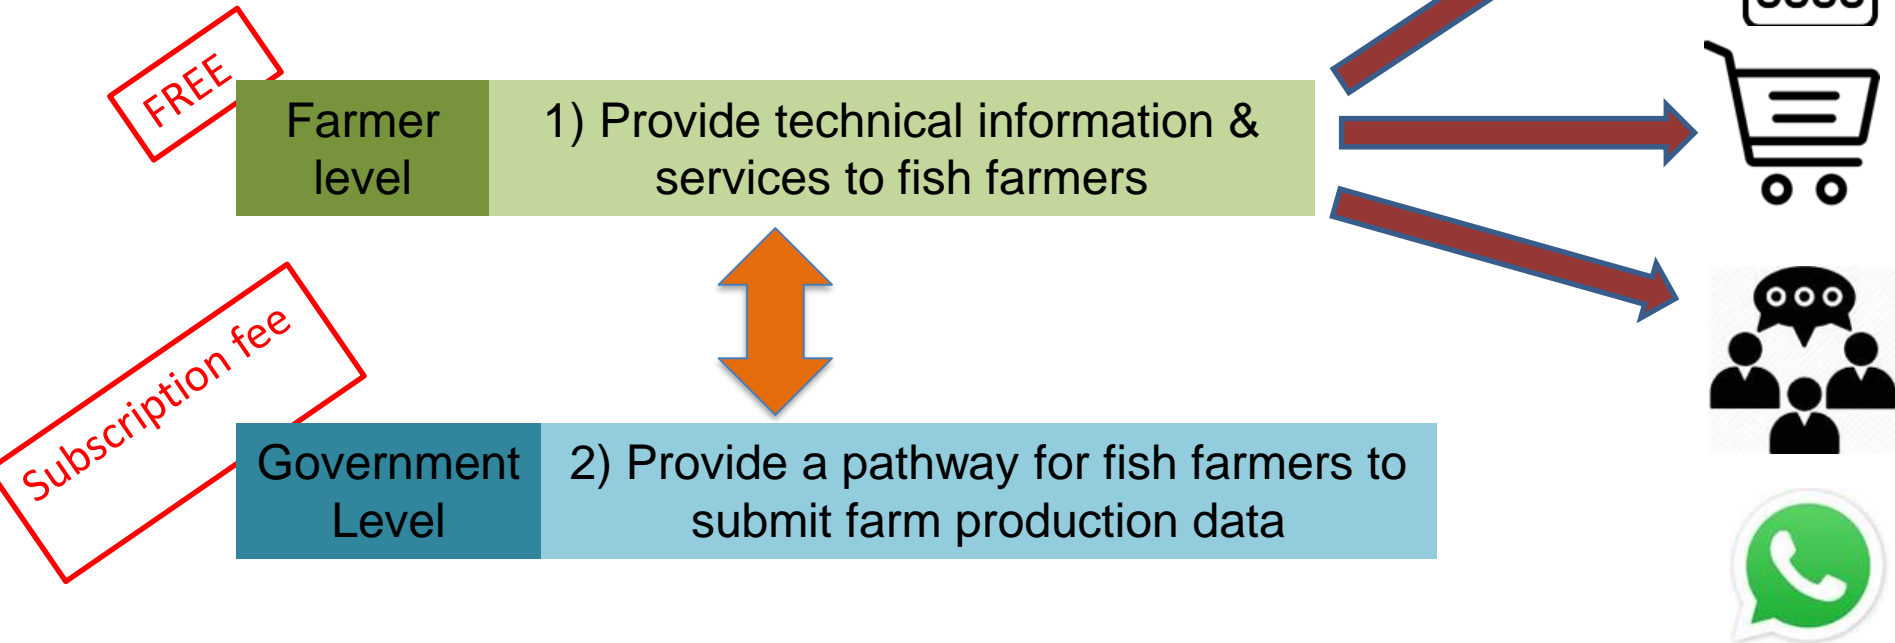 FREE
Farmer
level
1) Provide technical information &
services to fish farmers
Subscription fee
Government
Level
2) Provide a pathway for fish farmers to
submit farm production data